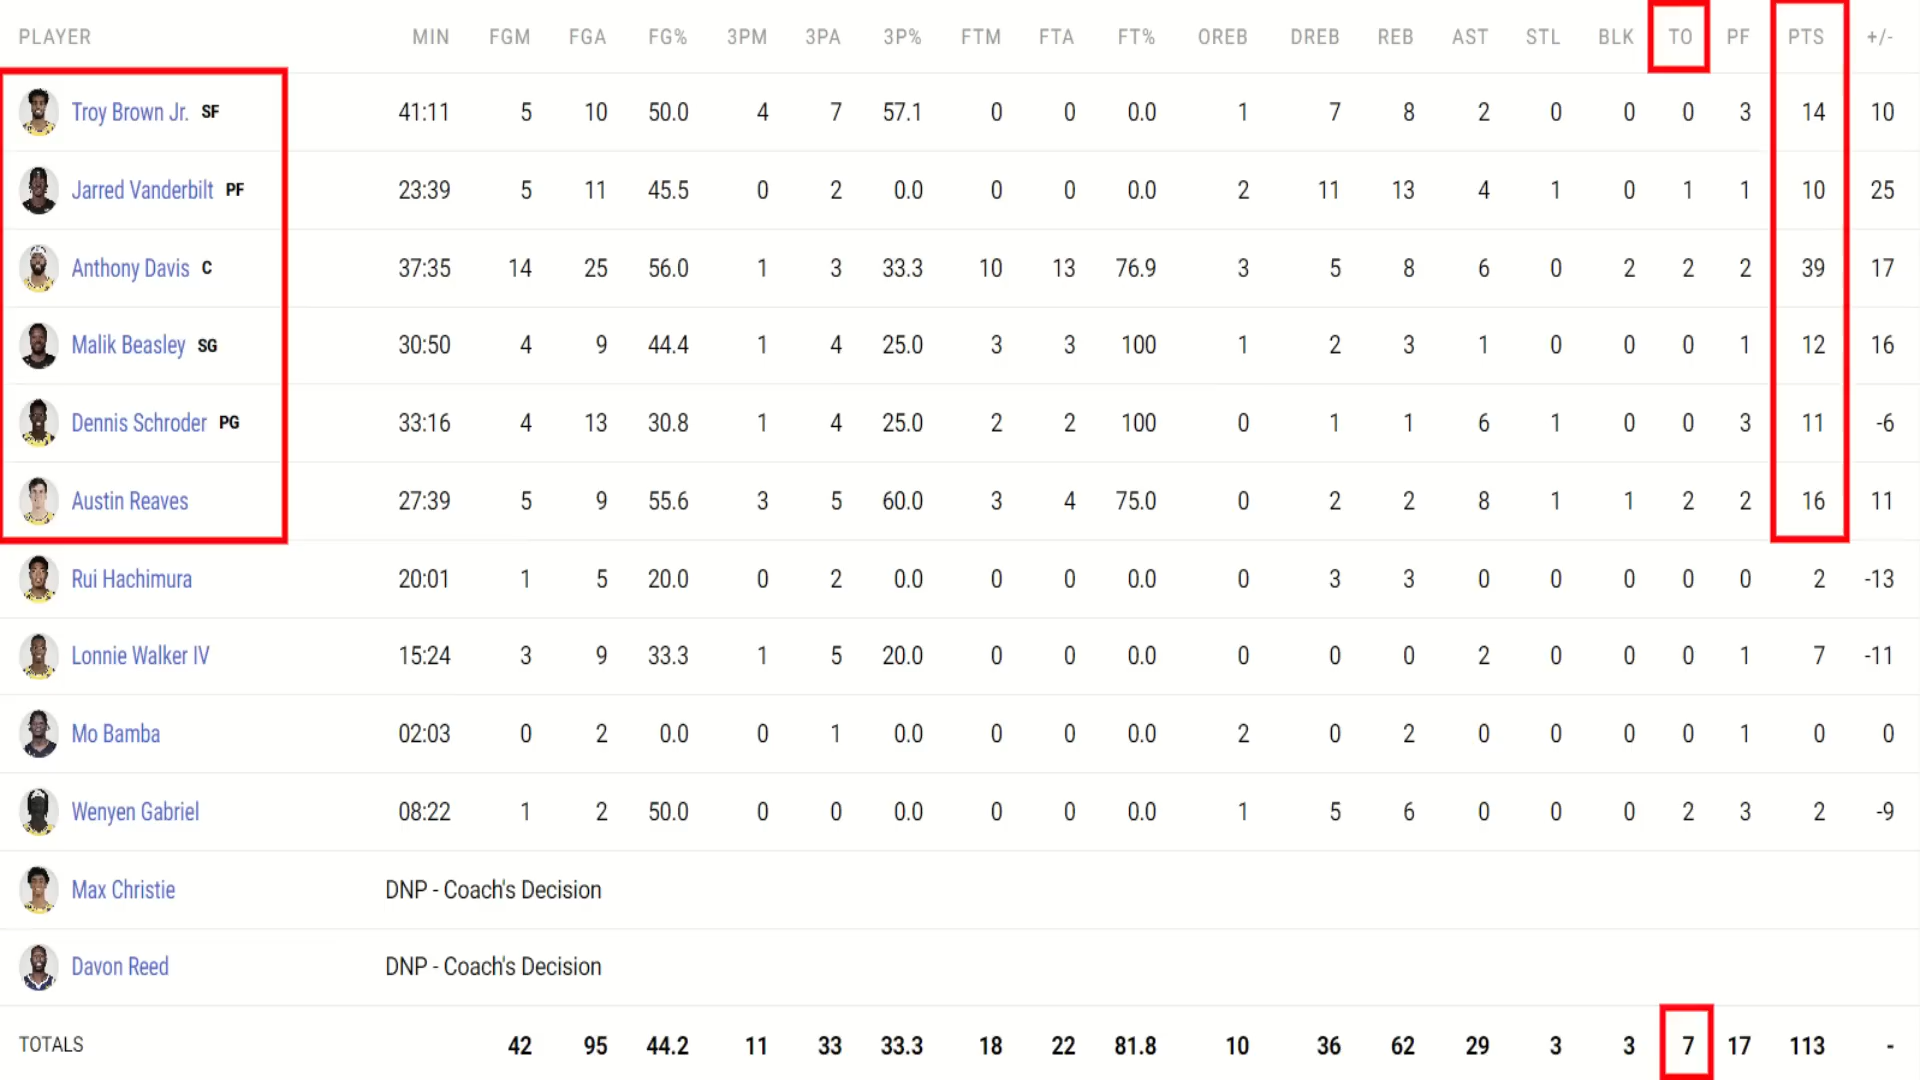 PLAYER MIN FGM FGA FG% 3PM 3PA 3P% FTM FTA FT% OREB DREB REB AST STL BLK TO PF PTS +/-
Troy Brown Jr. SF 41:11 5 10 50.0 4 7 57.1 0 0 0.0 1 7 8 2 0 0 0 3 14 10
Jarred Vanderbilt PF 23:39 5 11 45.5 0 2 0.0 0 0 0.0 2 11 13 4 1 0 1 1 10 25
Anthony Davis C 37:35 14 25 56.0 1 3 33.3 10 13 76.9 3 5 8 6 0 2 2 2 39 17
Malik Beasley SG 30:50 4 9 44.4 1 4 25.0 3 3 100 1 2 3 1 0 0 0 1 12 16
Dennis Schroder PG 33:16 4 13 30.8 1 4 25.0 2 2 100 0 1 1 6 1 0 0 3 11 -6
Austin Reaves 27:39 5 9 55.6 3 5 60.0 3 4 75.0 0 2 2 8 1 1 2 2 16 11
Rui Hachimura 20:01 1 5 20.0 0 2 0.0 0 0 0.0 0 3 3 0 0 0 0 0 2 -13
Lonnie Walker IV 15:24 3 9 33.3 1 5 20.0 0 0 0.0 0 0 0 2 0 0 0 1 7 -11
Mo Bamba 02:03 0 2 0.0 0 1 0.0 0 0 0.0 2 0 2 0 0 0 0 1 0 0
Wenyen Gabriel 08:22 1 2 50.0 0 0 0.0 0 0 0.0 1 5 6 0 0 0 2 3 2 -9
Max Christie DNP - Coach's Decision
Davon Reed DNP - Coach's Decision
TOTALS 42 95 44.2 11 33 33.3 18 22 81.8 10 36 62 29 3 3 7 17 113 -